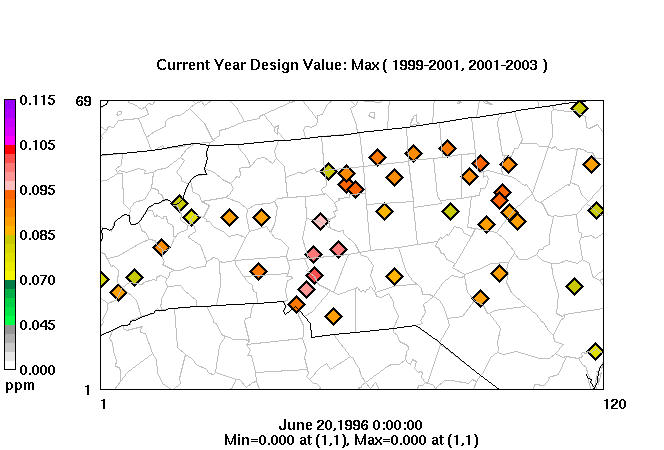 Current Year Design Value: Max ( 1999-2001, 2001-2003 )
0.115
0.105
0.095
0.085
0.070
0.045
0.000
ppm
69
1
1
120
June 20,1996 0:00:00
Min=0.000 at (1,1), Max=0.000 at (1,1)